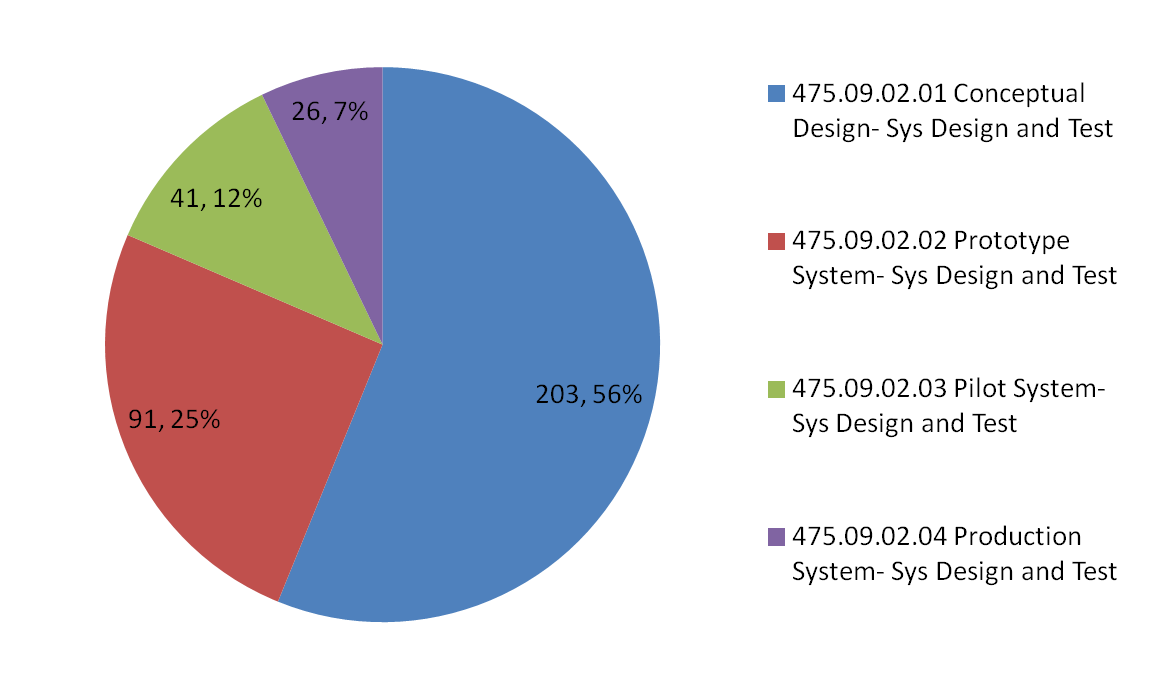 26, 7%
41, 12%
203, 56%
91, 25%
475.09.02.01 Conceptual
Design- Sys Design and Test
475.09.02.02 Prototype
System- Sys Design and Test
475.09.02.03 Pilot System-
Sys Design and Test
475.09.02.04 Production
System- Sys Design and Test